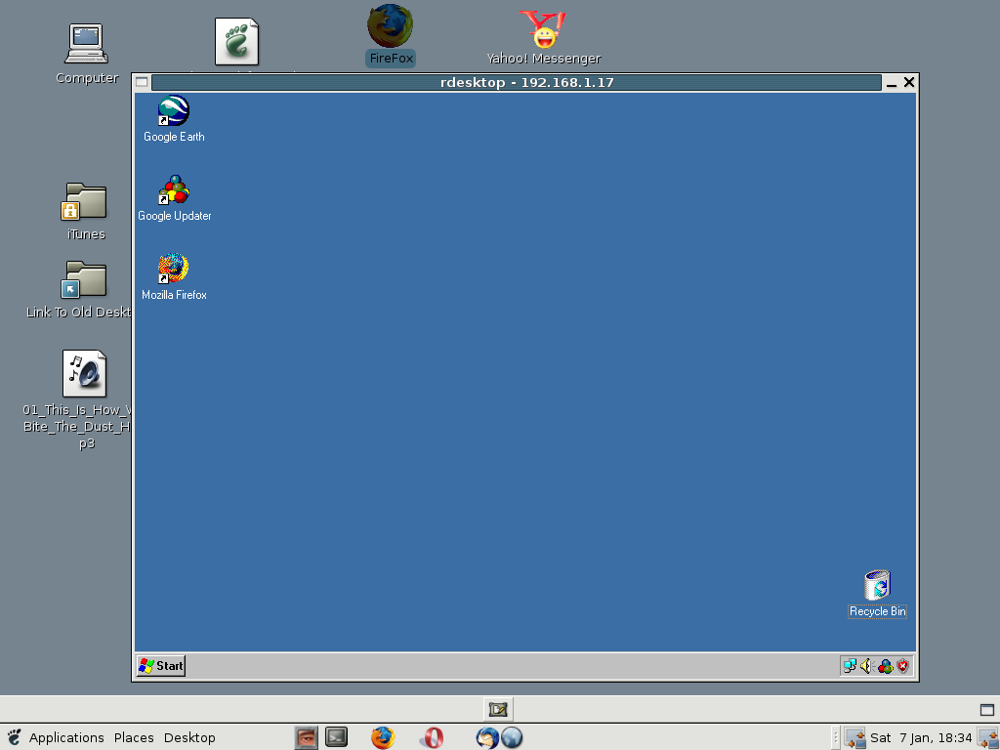 Computer
FireFox
Yahoo! Messenger
rdesktop - 192.168.1.17
Google Earth
Google Updater
Mozilla Firefox
iTunes
Link To Old Deskt
01_This_Is_How_
Bite_The_Dust_H
p3
Recycle Bin
Start
Applications Places Desktop
Sat 7 Jan, 18:34